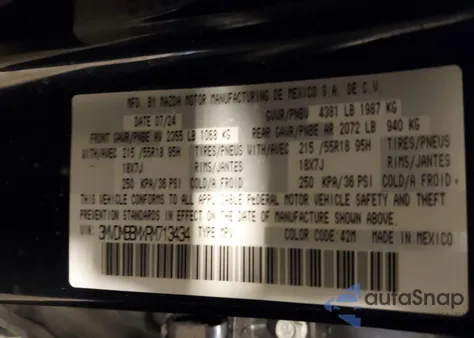 MFD. BY MAZDA MOTOR MANUFACTURING DE MEXICO S.A. DE C.V.
DATE 07/24 GVWR/PNBV 4381 LB 1987 KG
FRONT GAWR/PNBE AV 2355 LB 1068 KG REAR GAWR/PNBE AR 2072 LB 940 KG
WITH/AVEC 215/55R18 95H TIRES/PNEUS WITH/AVEC 215/55R18 95H TIRES/PNEUS
18X7J RIMS/JANTES 18X7J RIMS/JANTES
250 KPA/36 PSI COLD/A FROID 250 KPA/36 PSI COLD/A FROID.
THIS VEHICLE CONFORMS TO ALL APPLICABLE FEDERAL MOTOR VEHICLE SAFETY AND THEFT
PREVENTION STANDARDS IN EFFECT ON THE DATE OF MANUFACTURE SHOWN ABOVE.
VIN: TYPE MPV COLOR CODE: 42M MADE IN MEXICO
autoSnap